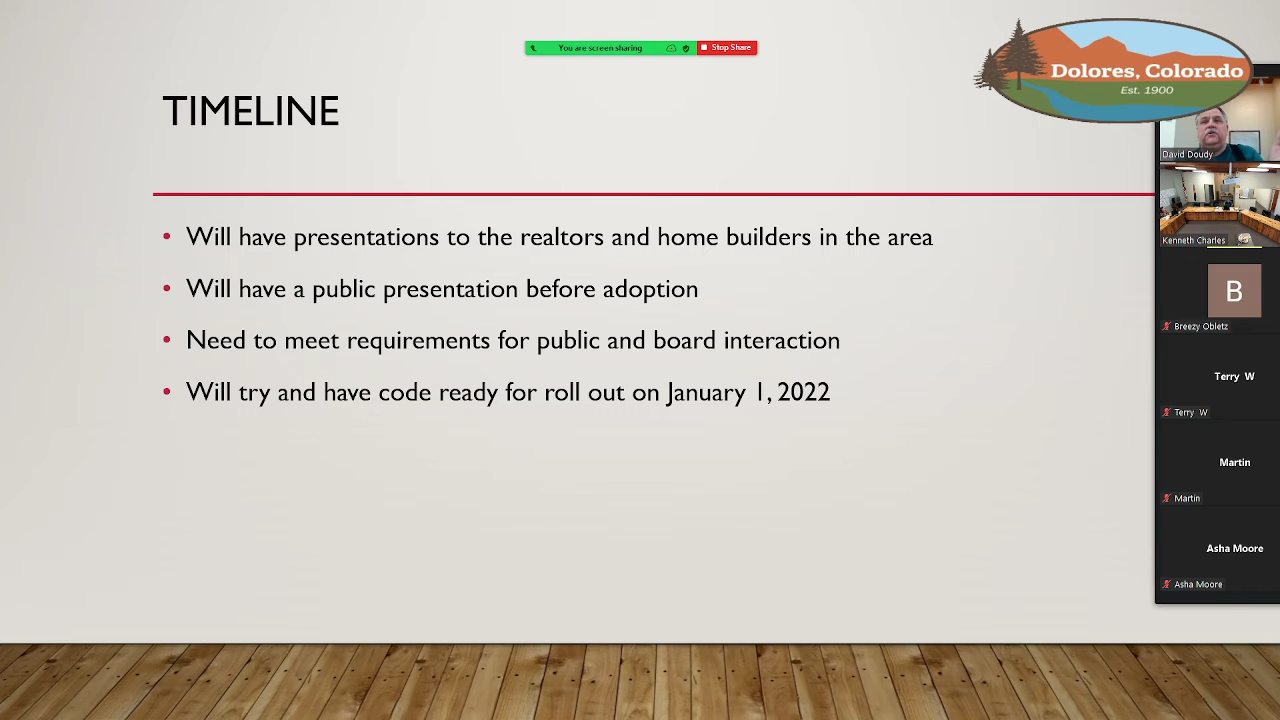 You are screen sharing
Stop Share
Dolores, Colorado
Est. 1900
TIMELINE
• Will have presentations to the realtors and home builders in the area
• Will have a public presentation before adoption
• Need to meet requirements for public and board interaction
• Will try and have code ready for roll out on January 1, 2022
David Doudy
Kenneth Charles
B
Breezy Obletz
Terry W
Terry W
Martin
Martin
Asha Moore
Asha Moore